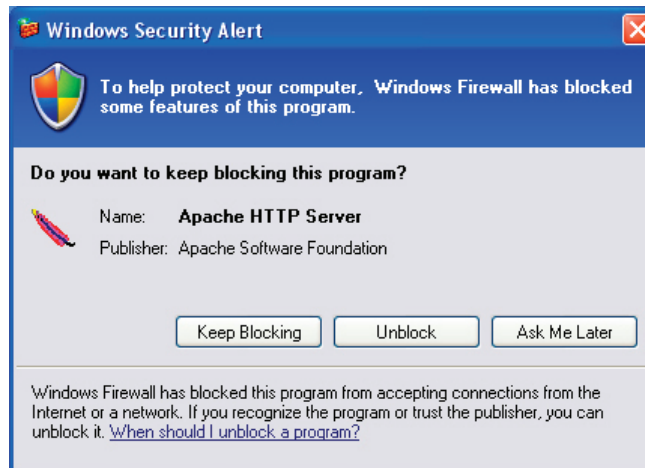 Windows Security Alert
To help protect your computer, Windows Firewall has blocked
some features of this program.
Do you want to keep blocking this program?
Name: Apache HTTP Server
Publisher: Apache Software Foundation
Keep Blocking Unblock Ask Me Later
Windows Firewall has blocked this program from accepting connections from the
Internet or a network. If you recognize the program or trust the publisher, you can
unblock it. When should I unblock a program?